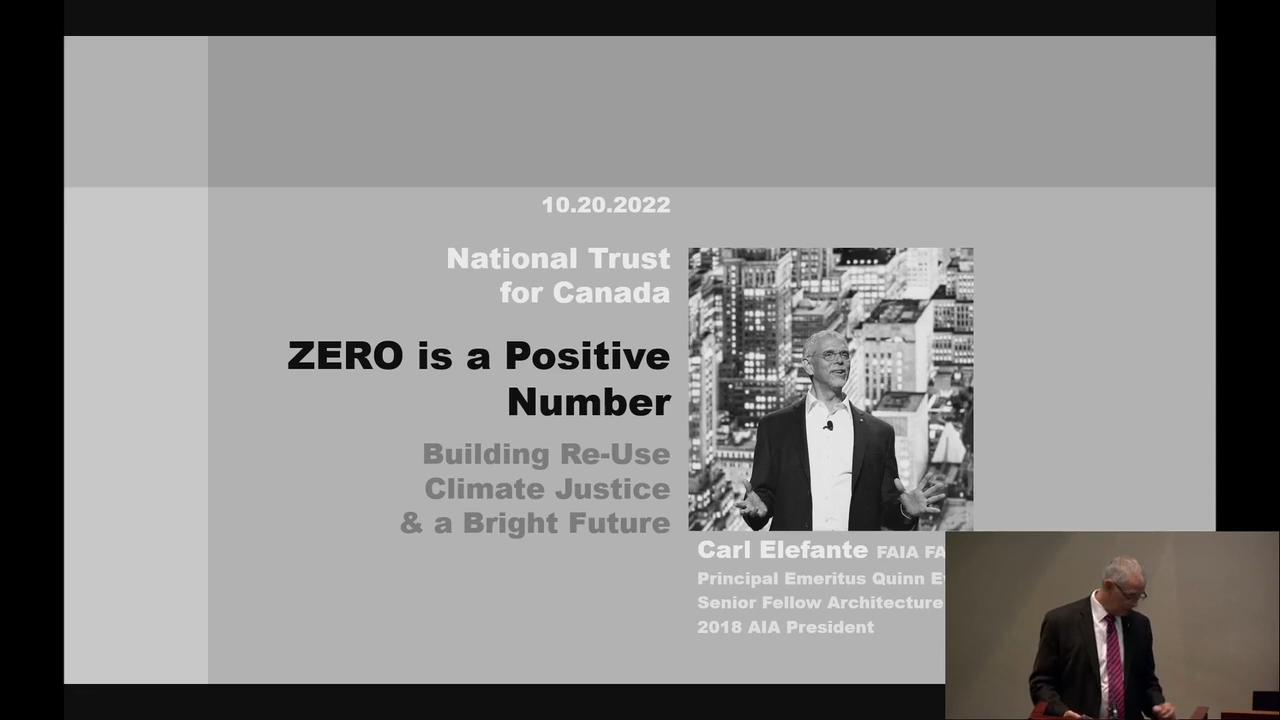 10.20.2022
National Trust
for Canada
ZERO is a Positive
Number
Building Re-Use
Climate Justice
& a Bright Future
Carl Elefante FAIA
Principal Emeritus Quinn
Senior Fellow Architecture
2018 AIA President